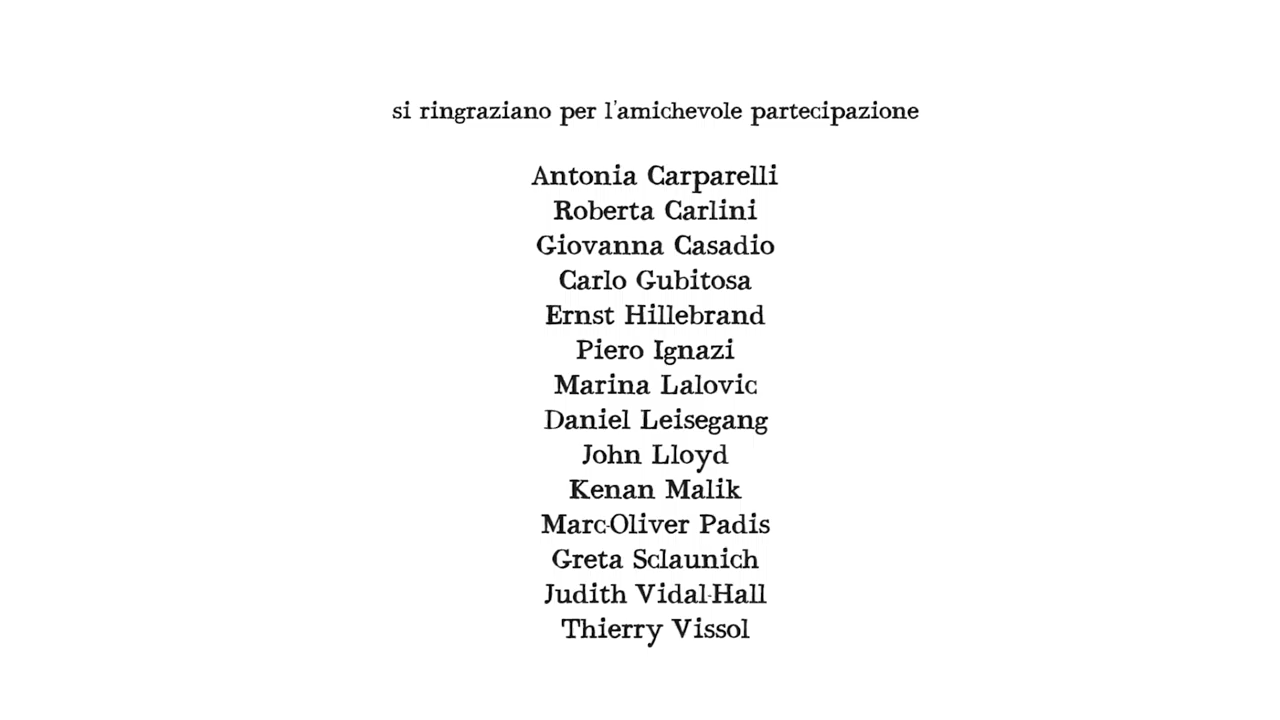 si ringraziano per l'amichevole partecipazione
Antonia Carparelli
Roberta Carlini
Giovanna Casadio
Carlo Gubitosa
Ernst Hillebrand
Piero Ignazi
Marina Lalovic
Daniel Leisegang
John Lloyd
Kenan Malik
Marc-Oliver Padis
Greta Sclaunich
Judith Vidal-Hall
Thierry Vissol